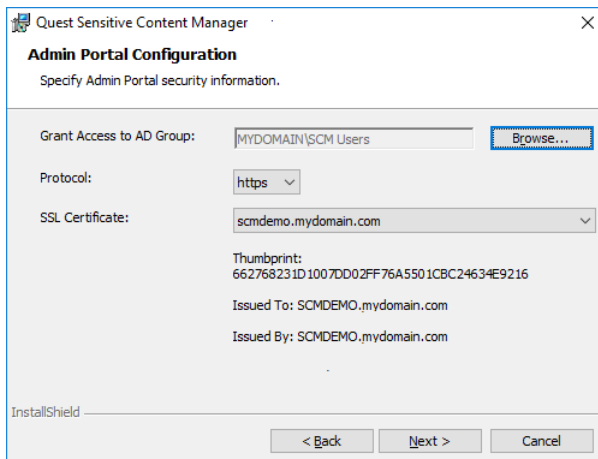 Quest Sensitive Content Manager
Admin Portal Configuration
Specify Admin Portal security information.
Grant Access to AD Group: MYDOMAIN\SCM Users Browse...
Protocol: https
SSL Certificate: scmdemo.mydomain.com
Thumbprint:
662768231D1007DD02FF76A5501CBC24634E9216
Issued To: SCMDEMO.mydomain.com
Issued By: SCMDEMO.mydomain.com
InstallShield
< Back Next > Cancel